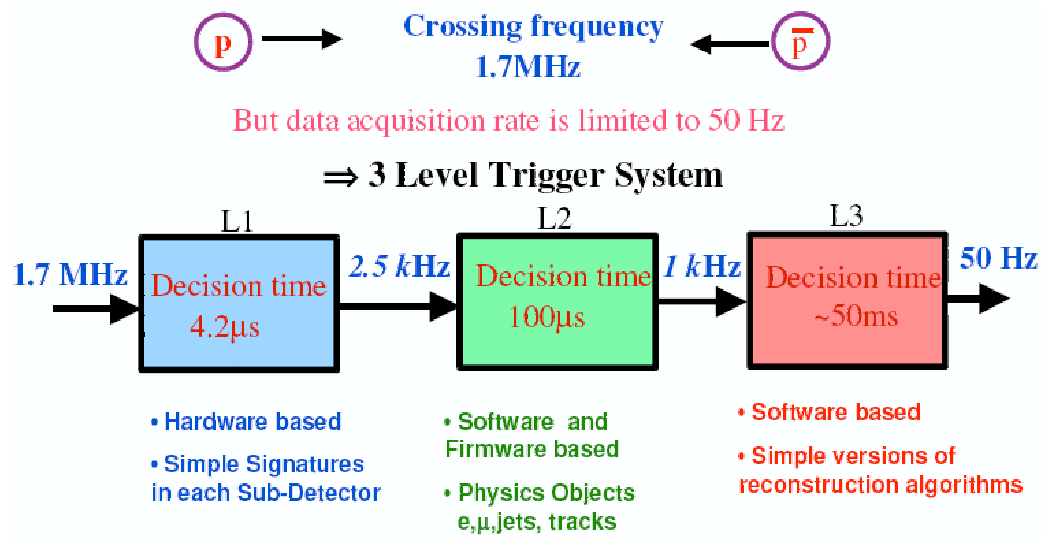 p
Crossing frequency
1.7MHz
p̅
But data acquisition rate is limited to 50 Hz
⇒ 3 Level Trigger System
L1
L2
L3
1.7 MHz
Decision time
4.2µs
2.5 kHz
Decision time
100µs
1 kHz
Decision time
~50ms
50 Hz
• Hardware based
• Simple Signatures
in each Sub-Detector
• Software and
Firmware based
• Physics Objects
e,µ,jets, tracks
• Software based
• Simple versions of
reconstruction algorithms